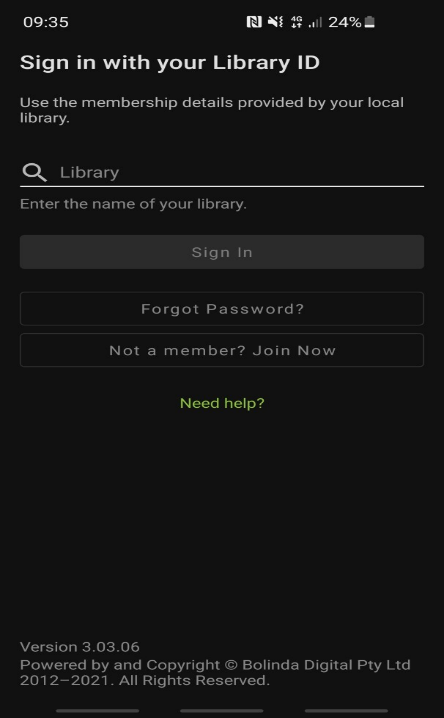 09:35 4G 24%
Sign in with your Library ID
Use the membership details provided by your local
library.
Library
Enter the name of your library.
Sign In
Forgot Password?
Not a member? Join Now
Need help?
Version 3.03.06
Powered by and Copyright © Bolinda Digital Pty Ltd
2012–2021. All Rights Reserved.